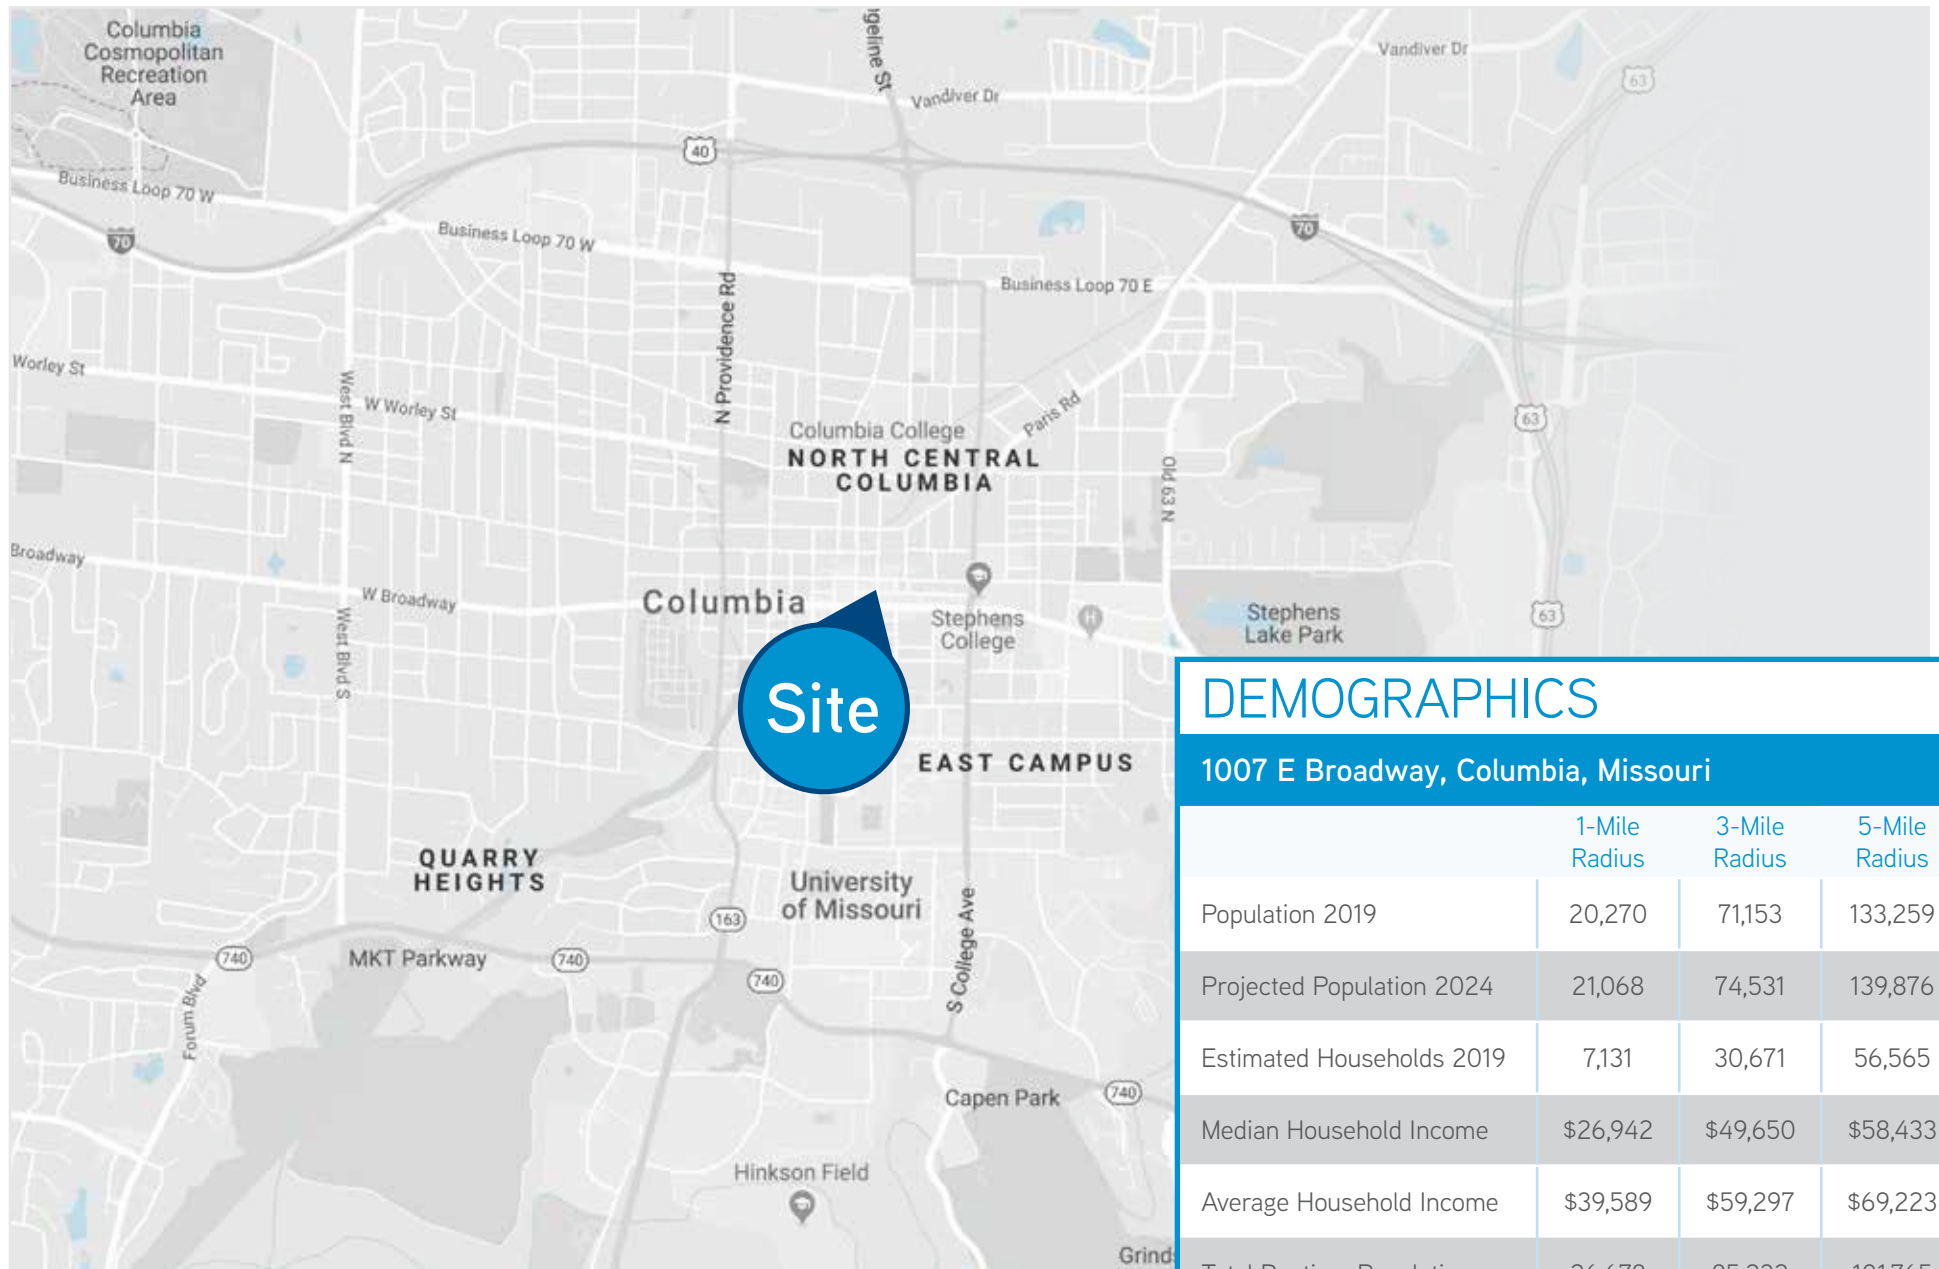 Columbia
Cosmopolitan
Recreation
Area
geline St
Vandiver Dr
Vandiver Dr
63
40
Business Loop 70 W
70
Business Loop 70 W
70
Business Loop 70 E
N Providence Rd
Worley St
West Blvd N
W Worley St
Paris Rd
63
Columbia College
NORTH CENTRAL
COLUMBIA
Old 63 N
Broadway
W Broadway
Columbia
Stephens
College
H
Stephens
Lake Park
63
West Blvd S
Site
EAST CAMPUS
QUARRY
HEIGHTS
University
of Missouri
163
S College Ave
740
MKT Parkway
740
740
Forum Blvd
Capen Park
740
Hinkson Field
Grind
DEMOGRAPHICS
1007 E Broadway, Columbia, Missouri
1-Mile Radius 3-Mile Radius 5-Mile Radius
Population 2019 20,270 71,153 133,259
Projected Population 2024 21,068 74,531 139,876
Estimated Households 2019 7,131 30,671 56,565
Median Household Income $26,942 $49,650 $58,433
Average Household Income $39,589 $59,297 $69,223